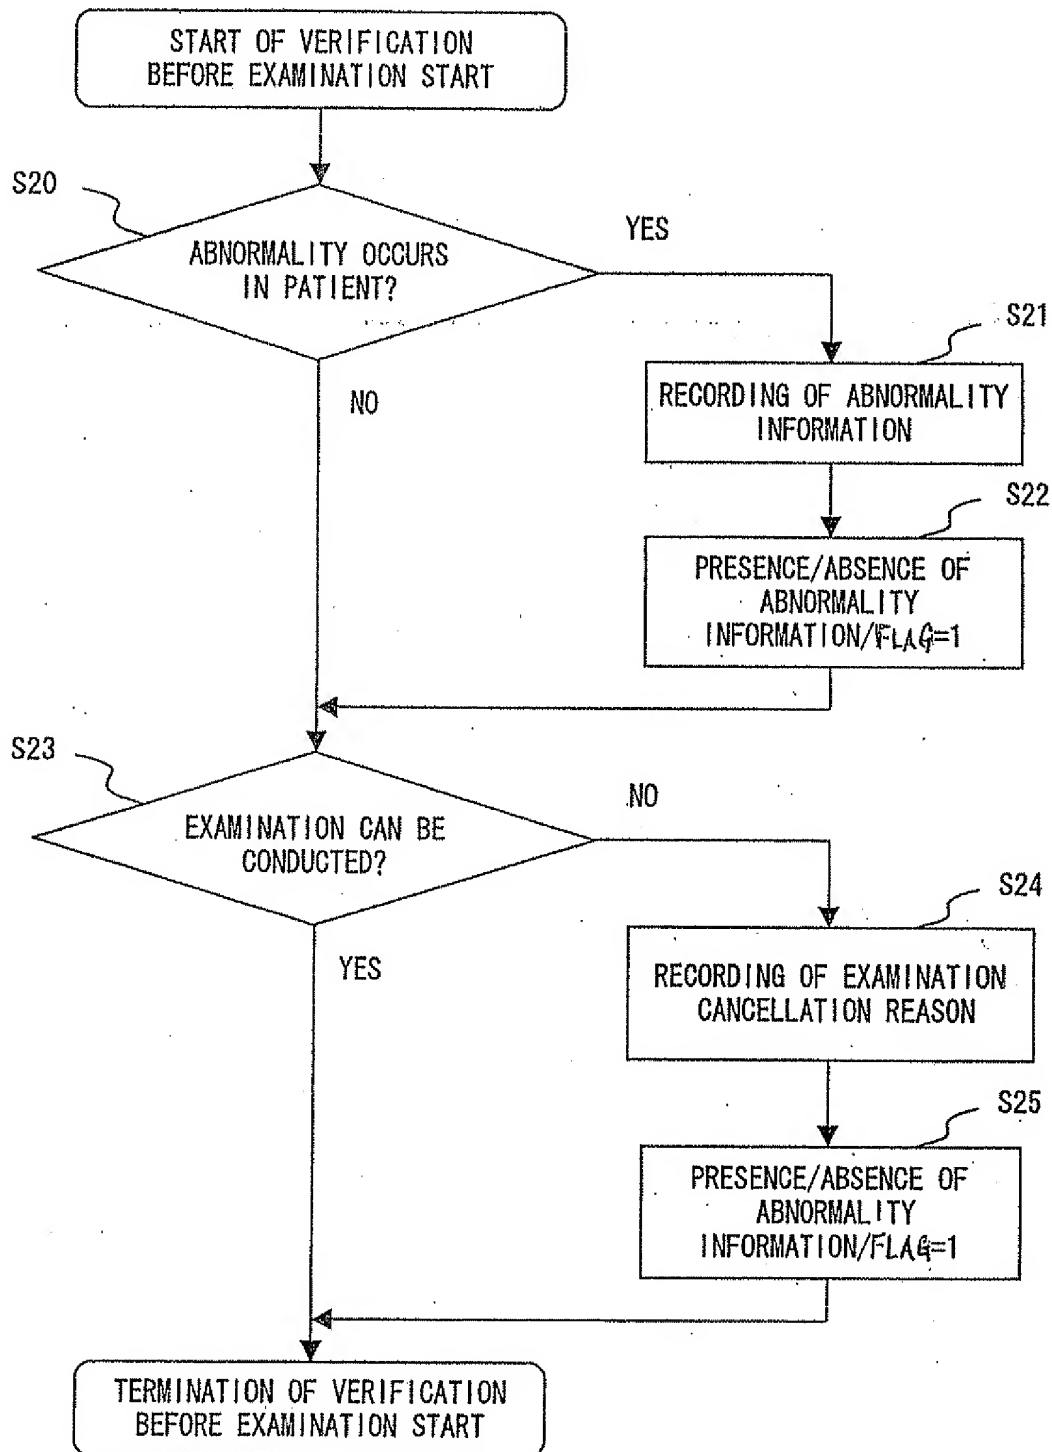 START OF VERIFICATION
BEFORE EXAMINATION START
S20
YES
ABNORMALITY OCCURS
IN PATIENT?
S21
NO
RECORDING OF ABNORMALITY
INFORMATION
S22
PRESENCE/ABSENCE OF
ABNORMALITY
INFORMATION/FLAG=1
S23
NO
EXAMINATION CAN BE
CONDUCTED?
S24
YES
RECORDING OF EXAMINATION
CANCELLATION REASON
S25
PRESENCE/ABSENCE OF
ABNORMALITY
INFORMATION/FLAG=1
TERMINATION OF VERIFICATION
BEFORE EXAMINATION START